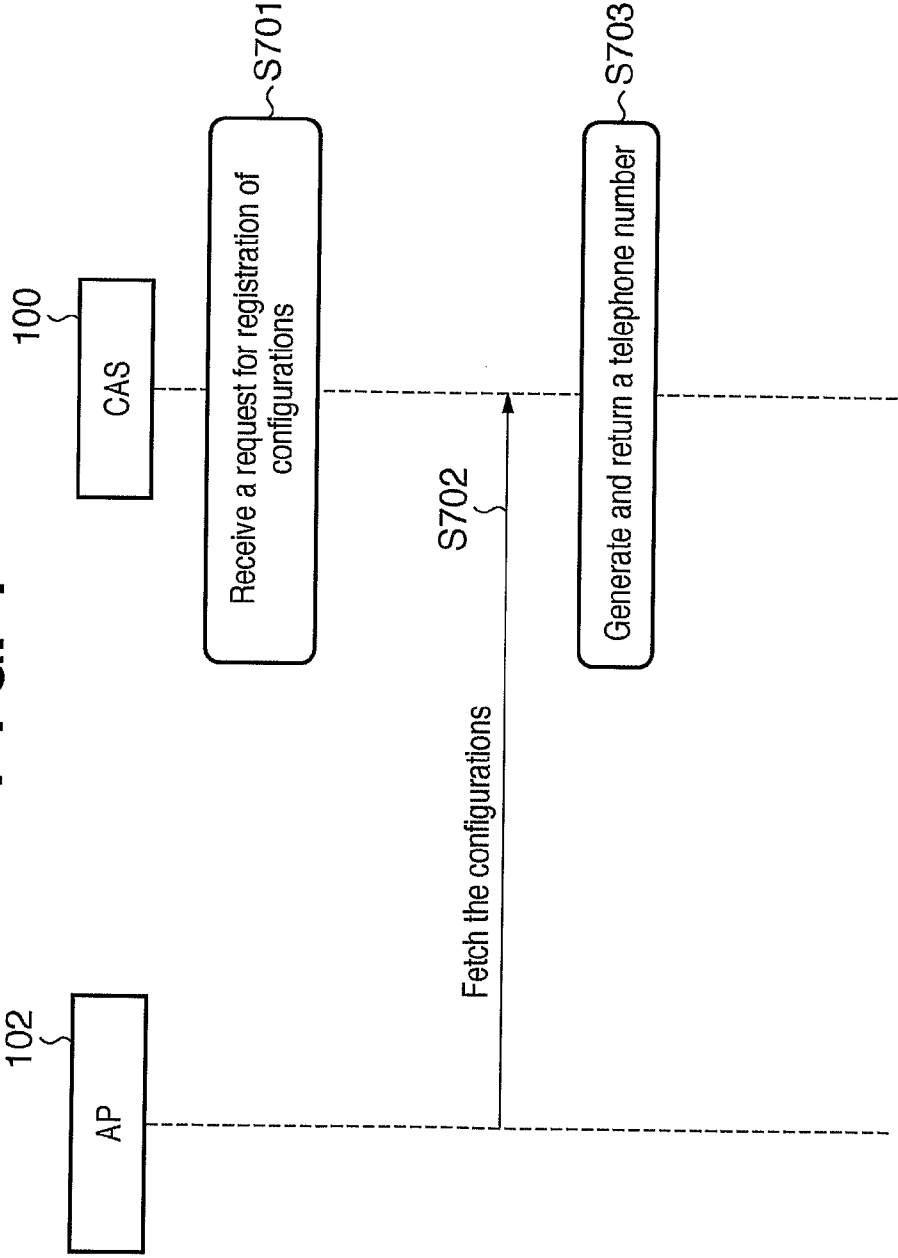 102
AP
100
CAS
Receive a request for registration of
configurations
S701
Fetch the configurations
S702
Generate and return a telephone number
S703